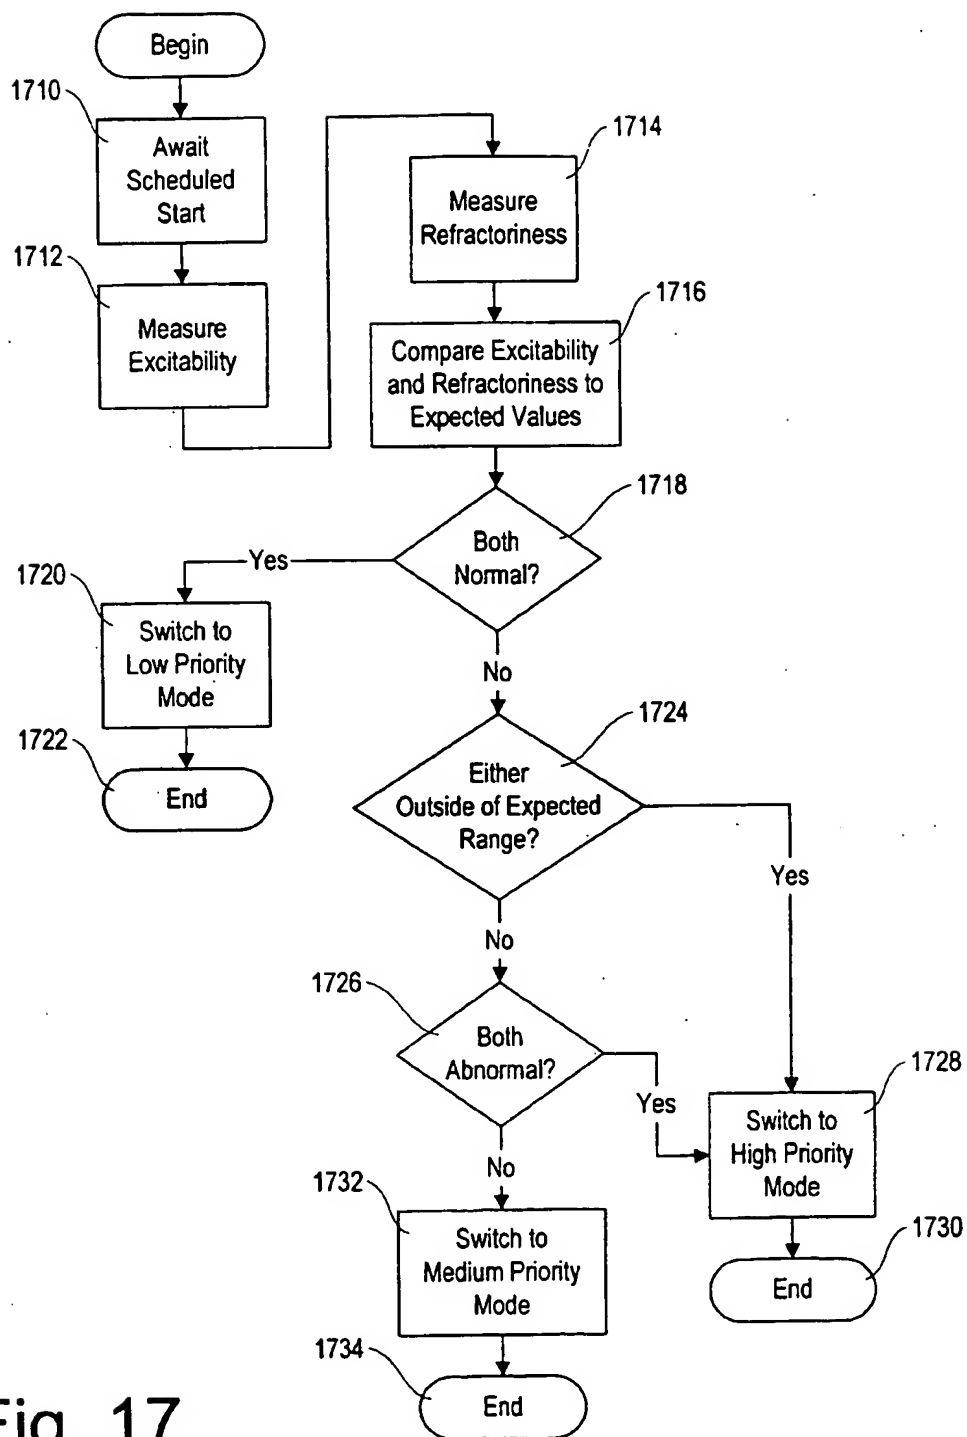 Begin
1710
Await
Scheduled
Start
1712
Measure
Excitability
1714
Measure
Refractoriness
1716
Compare Excitability
and Refractoriness to
Expected Values
1718
Both
Normal?
Yes
1720
Switch to
Low Priority
Mode
1722
End
No
1724
Either
Outside of Expected
Range?
Yes
No
1726
Both
Abnormal?
Yes
1728
Switch to
High Priority
Mode
1730
End
No
1732
Switch to
Medium Priority
Mode
1734
End
Fig. 17